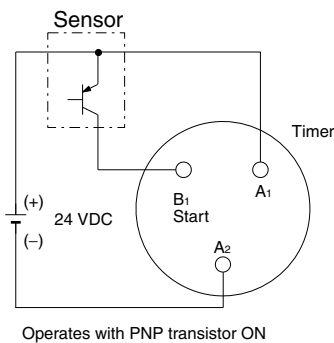 Sensor
Timer
B1
Start
A1
A2
(+)
24 VDC
(−)
Operates with PNP transistor ON